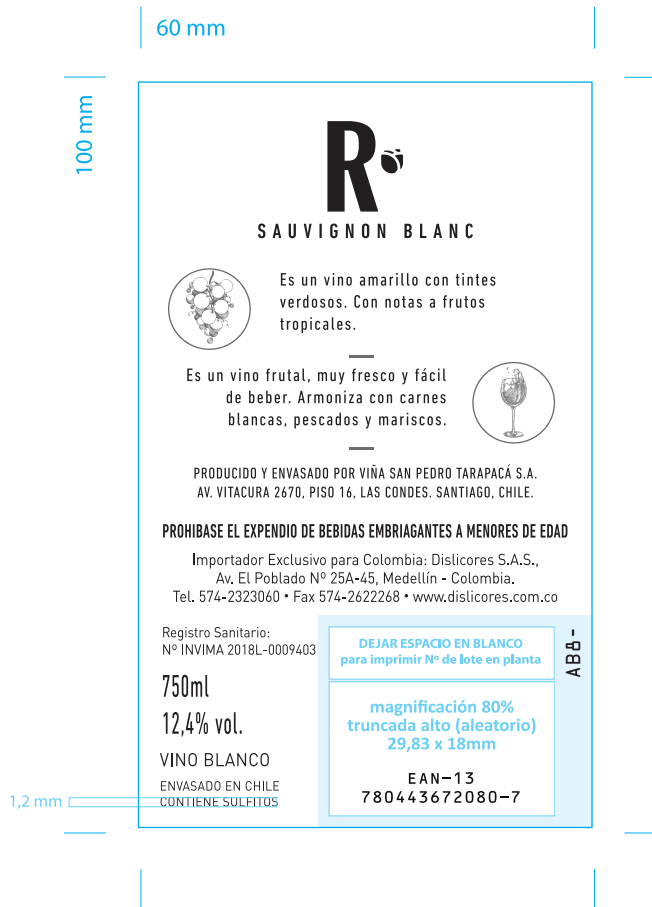 60 mm
100 mm
R
SAUVIGNON BLANC
Es un vino amarillo con tintes
verdosos. Con notas a frutos
tropicales.
Es un vino frutal, muy fresco y fácil
de beber. Armoniza con carnes
blancas, pescados y mariscos.
PRODUCIDO Y ENVASADO POR VIÑA SAN PEDRO TARAPACÁ S.A.
AV. VITACURA 2670, PISO 16, LAS CONDES. SANTIAGO, CHILE.
PROHIBASE EL EXPENDIO DE BEBIDAS EMBRIAGANTES A MENORES DE EDAD
Importador Exclusivo para Colombia: Dislicores S.A.S.,
Av. El Poblado Nº 25A-45, Medellín - Colombia.
Tel. 574-2323060 • Fax 574-2622268 • www.dislicores.com.co
Registro Sanitario:
Nº INVIMA 2018L-0009403
750ml
12,4% vol.
VINO BLANCO
ENVASADO EN CHILE
CONTIENE SULFITOS
1,2 mm
DEJAR ESPACIO EN BLANCO
para imprimir Nº de lote en planta
magnificación 80%
truncada alto (aleatorio)
29,83 x 18mm
EAN-13
780443672080-7